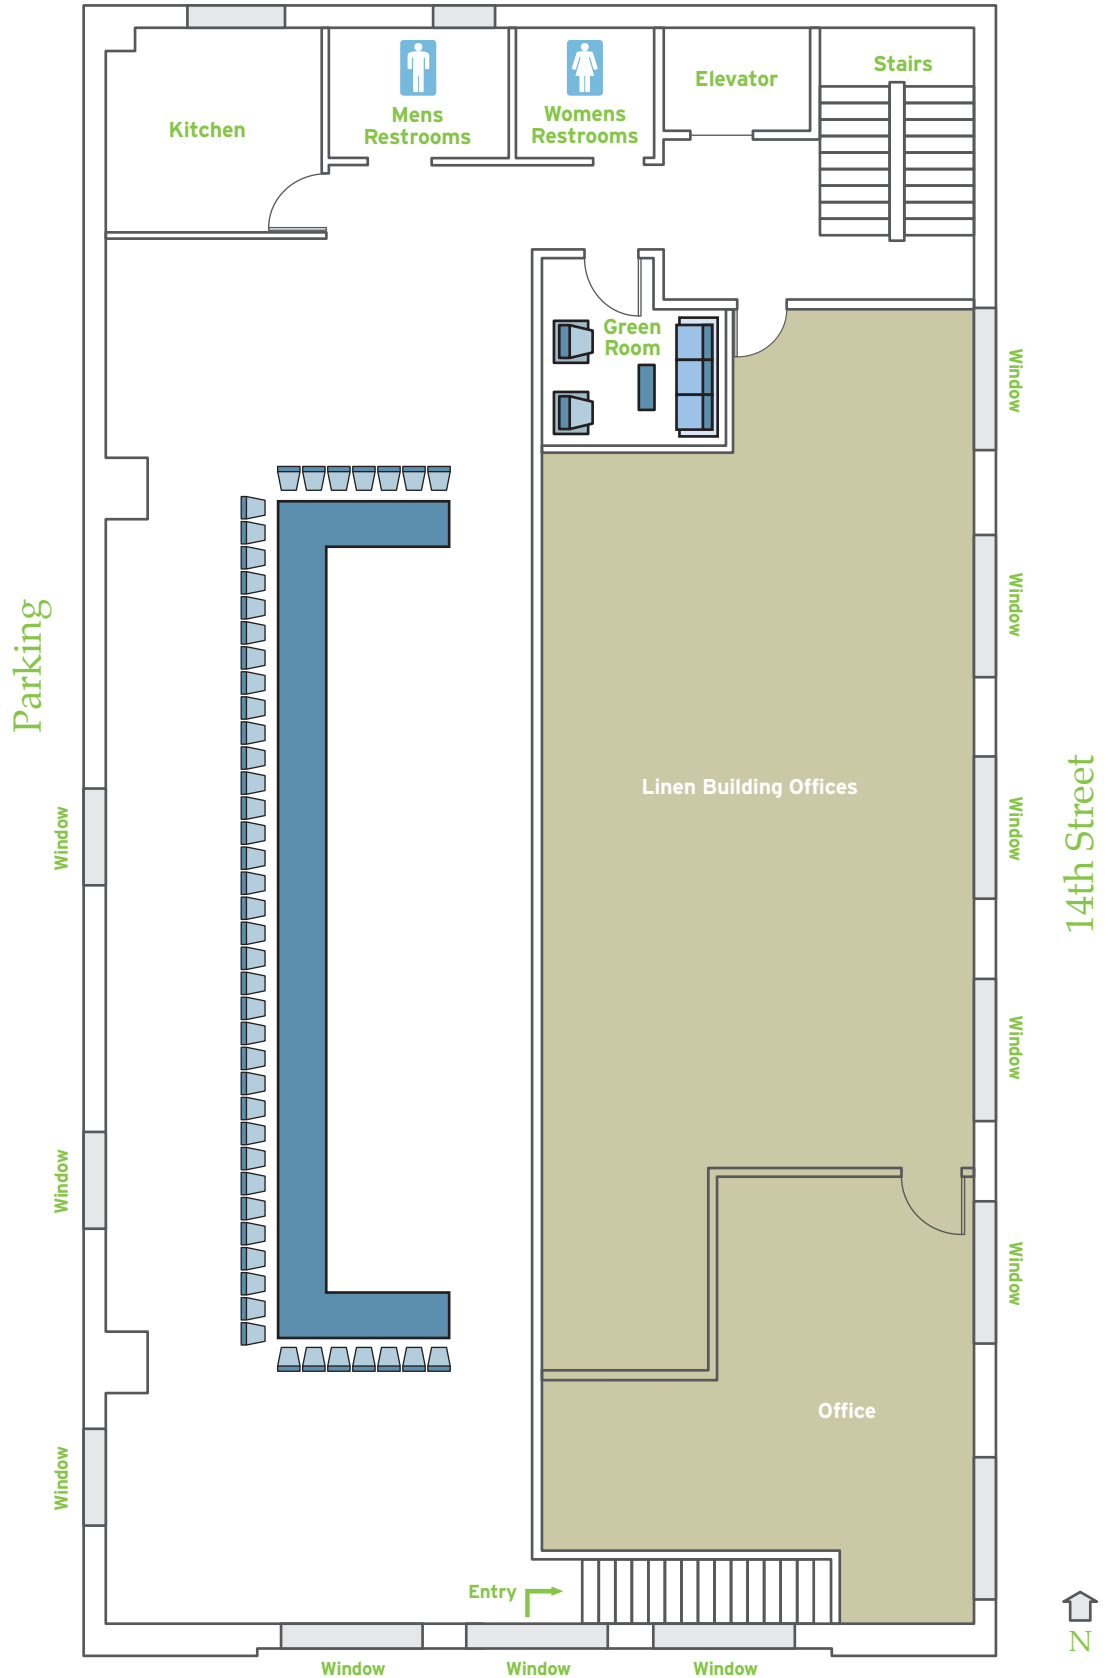 Stairs
Elevator
Mens
Restrooms
Womens
Restrooms
Kitchen
Green
Room
Window
Window
Parking
Linen Building Offices
14th Street
Window
Window
Window
Window
Window
Office
Window
Entry
N
Window
Window
Window